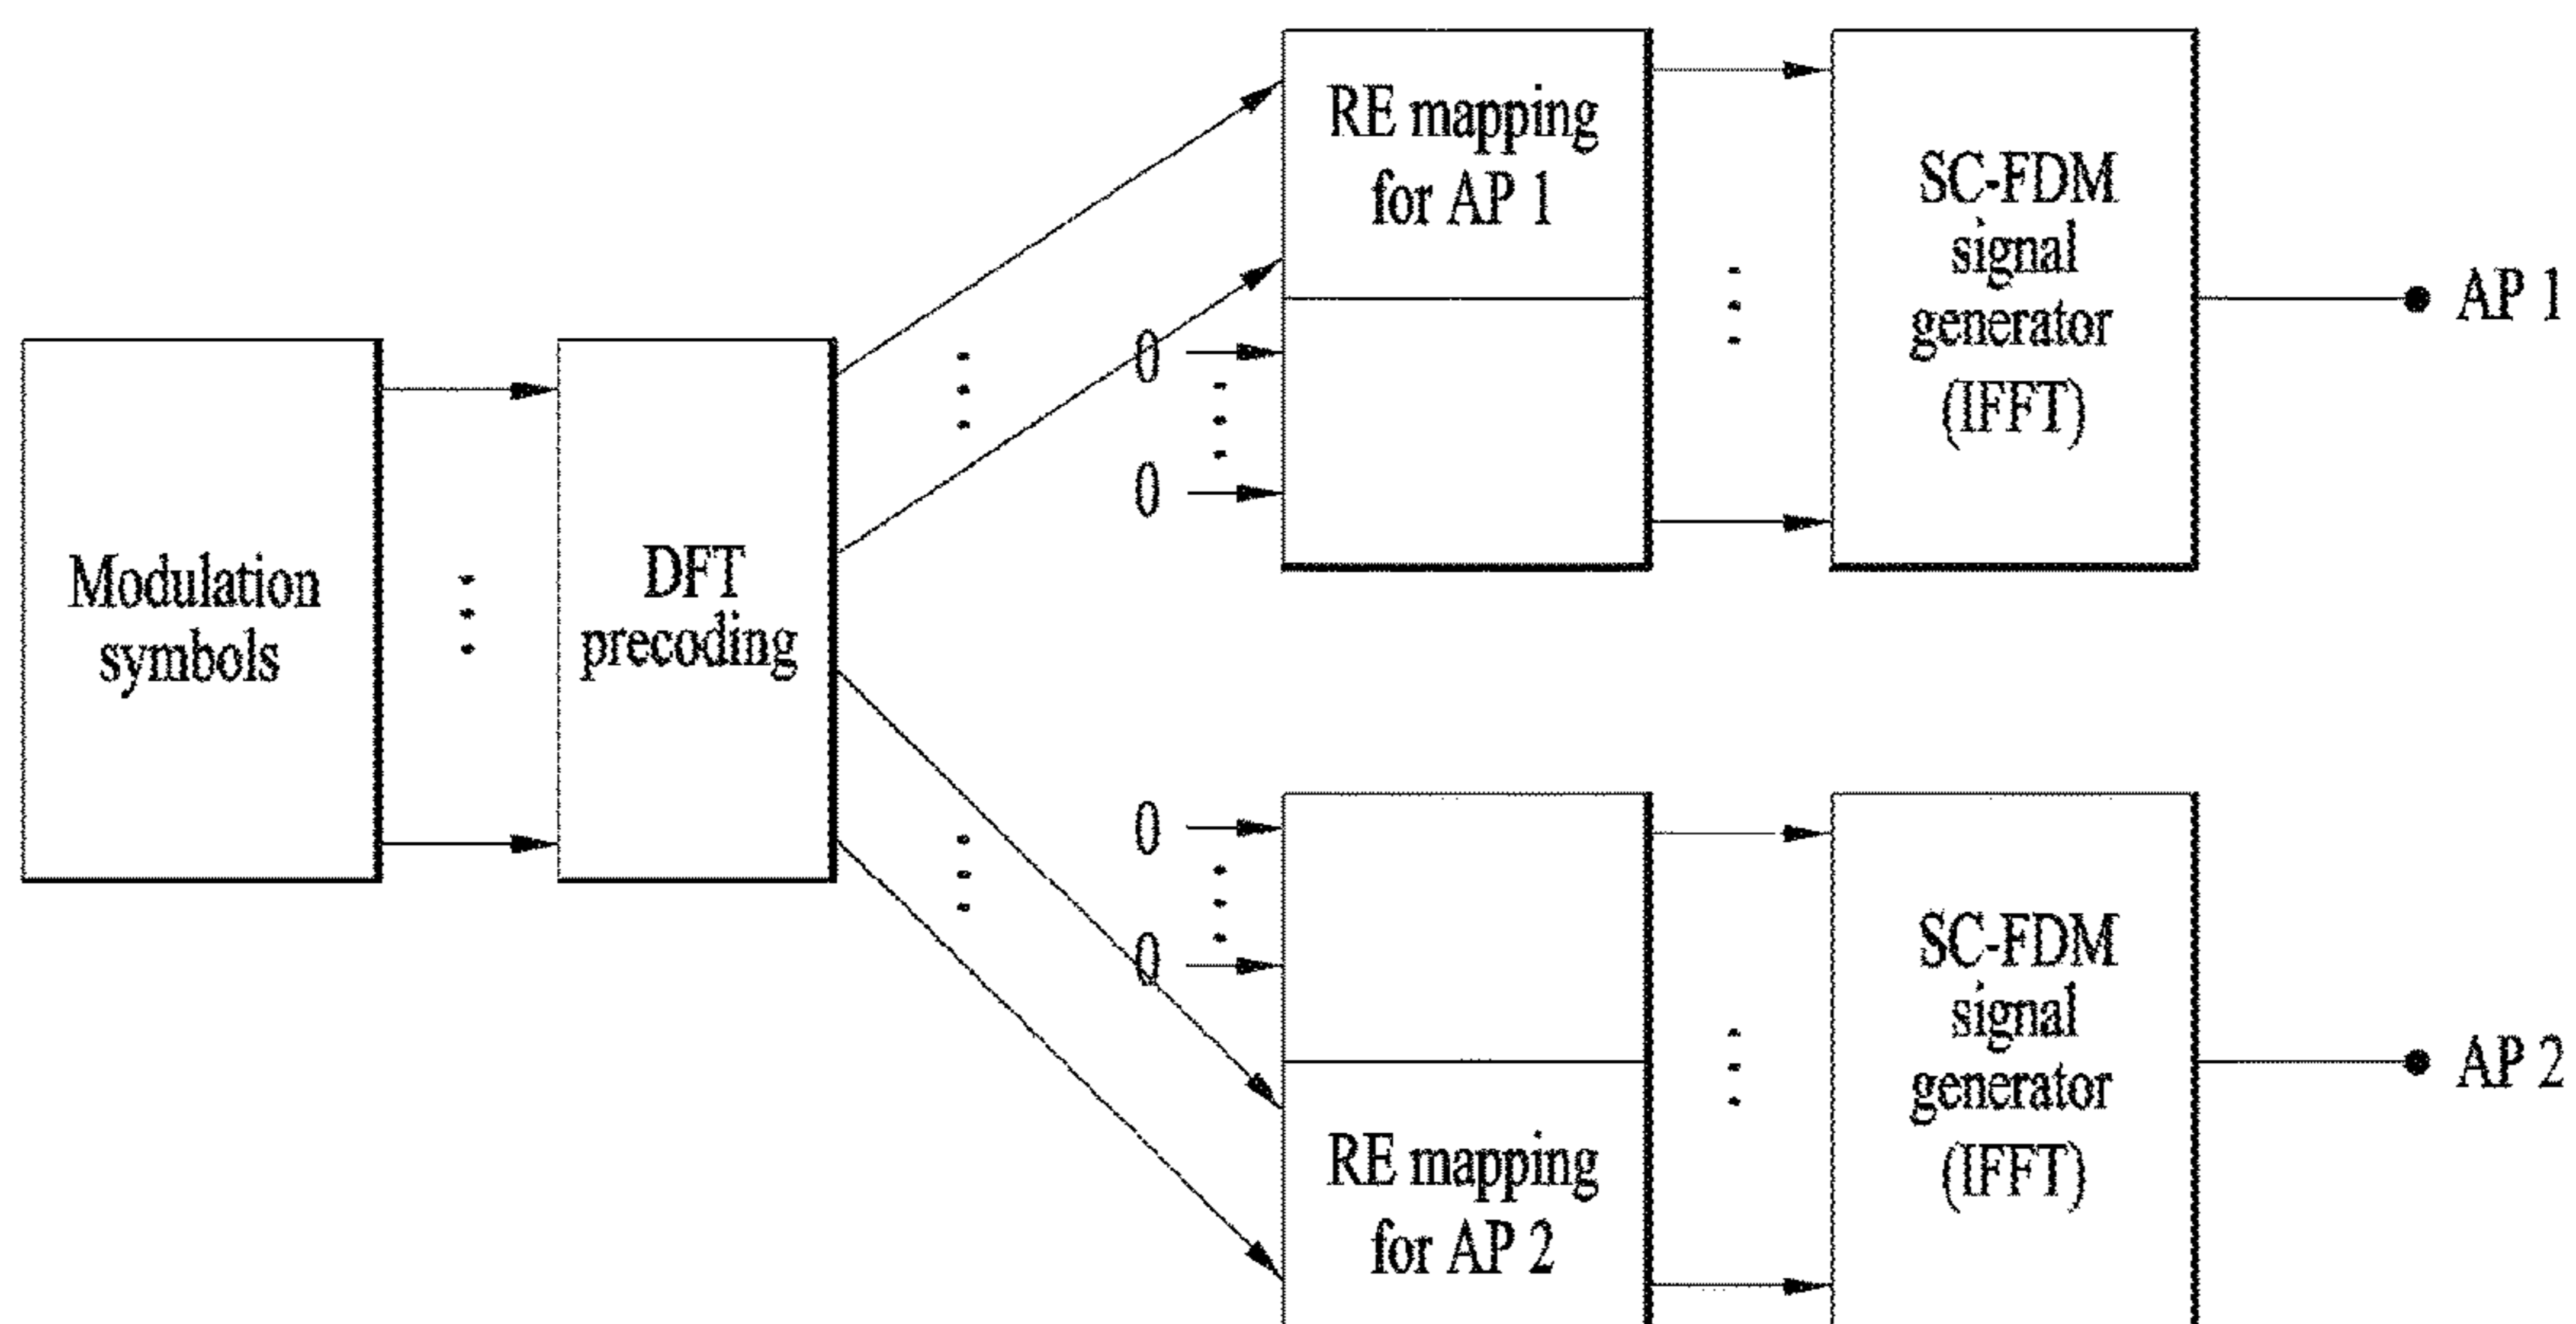 Modulation
symbols
DFT
precoding
RE mapping
for AP 1
0
0
SC-FDM
signal
generator
(IFFT)
AP 1
0
0
RE mapping
for AP 2
SC-FDM
signal
generator
(IFFT)
AP 2